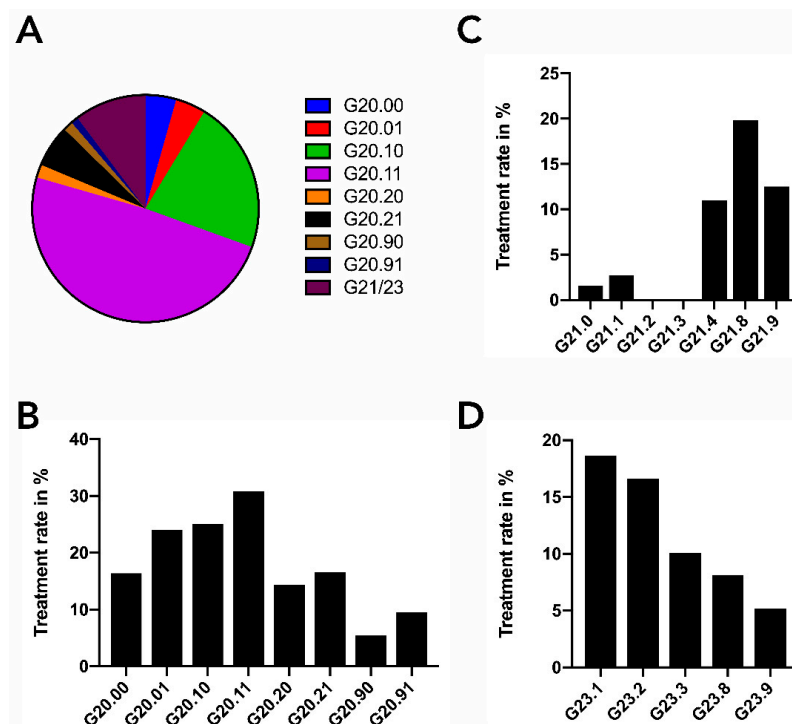 A
G20.00
G20.01
G20.10
G20.11
G20.20
G20.21
G20.90
G20.91
G21/23
B
Treatment rate in %
40
30
20
10
0
G20.00
G20.01
G20.10
G20.11
G20.20
G20.21
G20.90
G20.91
C
Treatment rate in %
25
20
15
10
5
0
G21.0
G21.1
G21.2
G21.3
G21.4
G21.8
G21.9
D
Treatment rate in %
20
15
10
5
0
G23.1
G23.2
G23.3
G23.8
G23.9